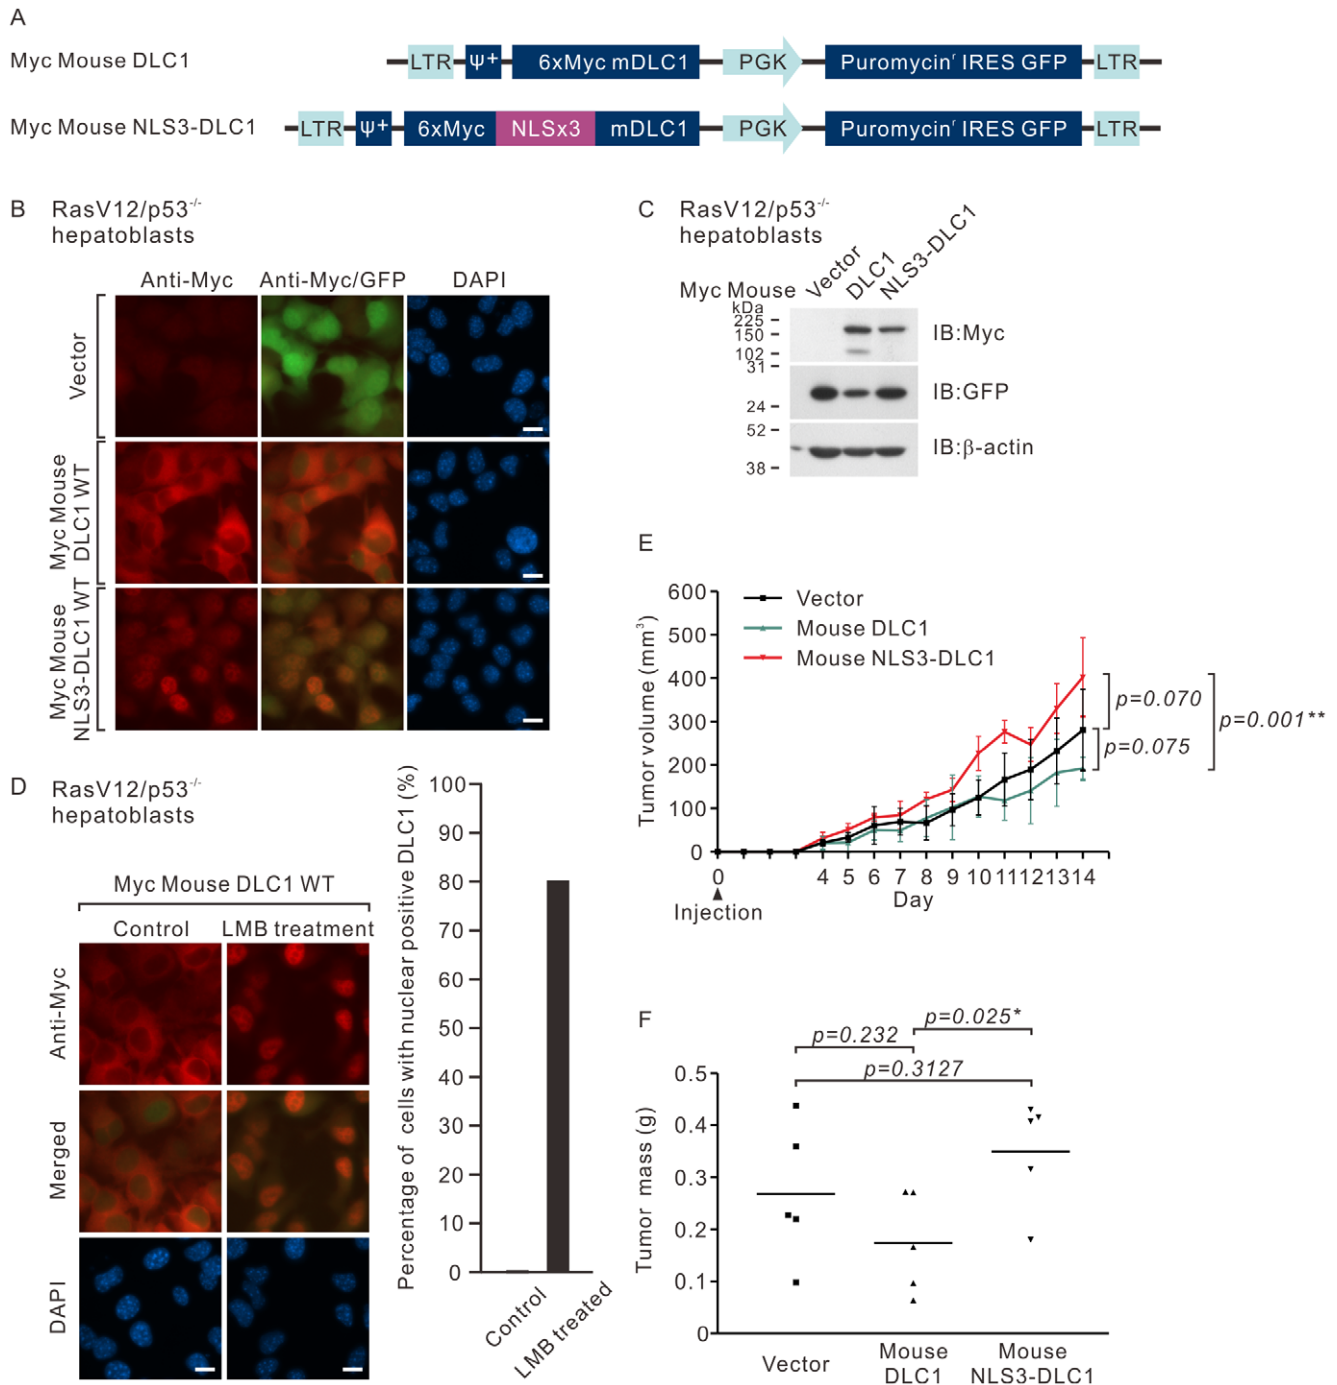 A
Myc Mouse DLC1
LTR
Ψ+
6xMyc mDLC1
PGK
Puromycinʳ IRES GFP
LTR
Myc Mouse NLS3-DLC1
LTR
Ψ+
6xMyc
NLSx3
mDLC1
PGK
Puromycinʳ IRES GFP
LTR
B
RasV12/p53⁻/⁻
hepatoblasts
Anti-Myc
Anti-Myc/GFP
DAPI
Vector
Myc Mouse
DLC1 WT
Myc Mouse
NLS3-DLC1 WT
C
RasV12/p53⁻/⁻
hepatoblasts
Myc Mouse
Vector
DLC1
NLS3-DLC1
kDa
225
150
102
31
24
52
38
IB:Myc
IB:GFP
IB:β-actin
D
RasV12/p53⁻/⁻
hepatoblasts
Myc Mouse DLC1 WT
Control
LMB treatment
Anti-Myc
Merged
DAPI
Percentage of cells with nuclear positive DLC1 (%)
100
90
80
70
60
50
40
30
20
10
0
Control
LMB treated
E
Tumor volume (mm³)
600
500
400
300
200
100
0
Vector
Mouse DLC1
Mouse NLS3-DLC1
p=0.070
p=0.075
p=0.001**
0 4 5 6 7 8 9 10 11 12 13 14
Day
Injection
F
Tumor mass (g)
0.5
0.4
0.3
0.2
0.1
0
p=0.232
p=0.025*
p=0.3127
Vector
Mouse
DLC1
Mouse
NLS3-DLC1